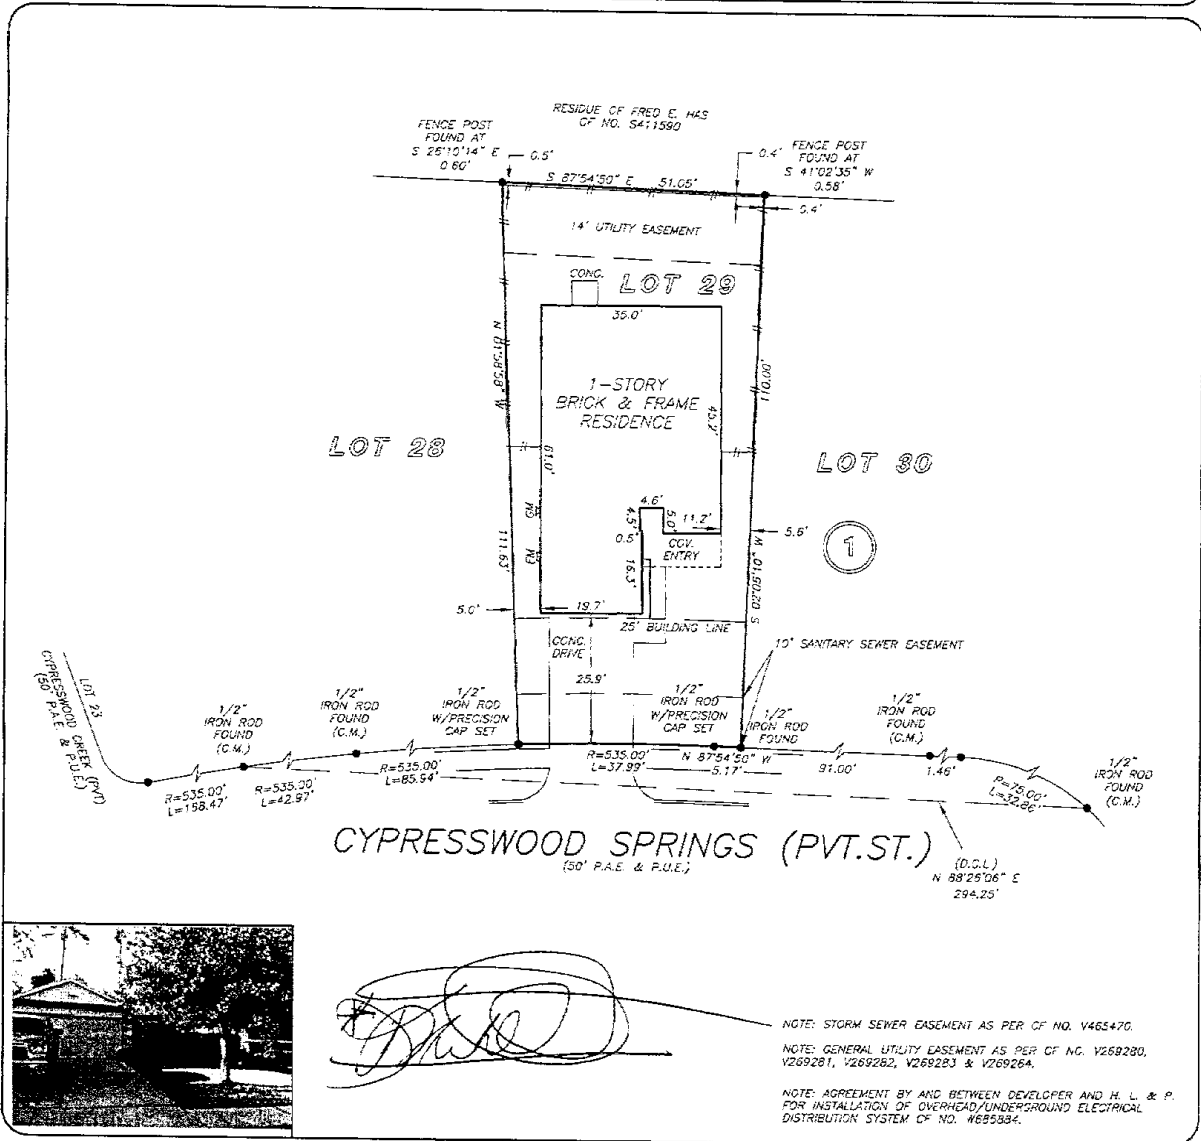 RESIDUE OF FRED E. HAS
CF NO. S411590
FENCE POST
FOUND AT
S 26°10'14" E
0.60'
0.5'
0.4'
FENCE POST
FOUND AT
S 41°02'35" W
0.58'
S 87°54'50" E 51.05'
0.4'
14' UTILITY EASEMENT
CONC.
LOT 29
35.0'
N 01°58'58" W
110.00'
1-STORY
BRICK & FRAME
RESIDENCE
45.2'
LOT 28
LOT 30
61.0'
4.6'
4.5'
5.0'
11.2'
0.5'
COV.
ENTRY
5.6'
1
111.63'
16.3'
S 02°05'10" W
5.0'
19.7'
25' BUILDING LINE
CONC.
DRIVE
10' SANITARY SEWER EASEMENT
25.9'
LOT 23
CYPRESSWOOD CREEK (PVT)
(50' P.A.E. & P.U.E.)
1/2"
IRON ROD
FOUND
(C.M.)
1/2"
IRON ROD
FOUND
(C.M.)
1/2"
IRON ROD
W/PRECISION
CAP SET
1/2"
IRON ROD
W/PRECISION
CAP SET
1/2"
IRON ROD
FOUND
1/2"
IRON ROD
FOUND
(C.M.)
1/2"
IRON ROD
FOUND
(C.M.)
R=535.00'
L=158.47'
R=535.00'
L=42.97'
R=535.00'
L=85.94'
R=535.00'
L=37.99'
N 87°54'50" W
5.17'
91.00'
1.46'
R=75.00'
L=32.86'
CYPRESSWOOD SPRINGS (PVT.ST.)
(50' P.A.E. & P.U.E.)
(D.C.L.)
N 88°25'06" E
294.25'
NOTE: STORM SEWER EASEMENT AS PER CF NO. V465470.
NOTE: GENERAL UTILITY EASEMENT AS PER CF NO. V269280,
V269281, V269282, V269283 & V269264.
NOTE: AGREEMENT BY AND BETWEEN DEVELOPER AND H. L. & P.
FOR INSTALLATION OF OVERHEAD/UNDERGROUND ELECTRICAL
DISTRIBUTION SYSTEM CF NO. W685884.